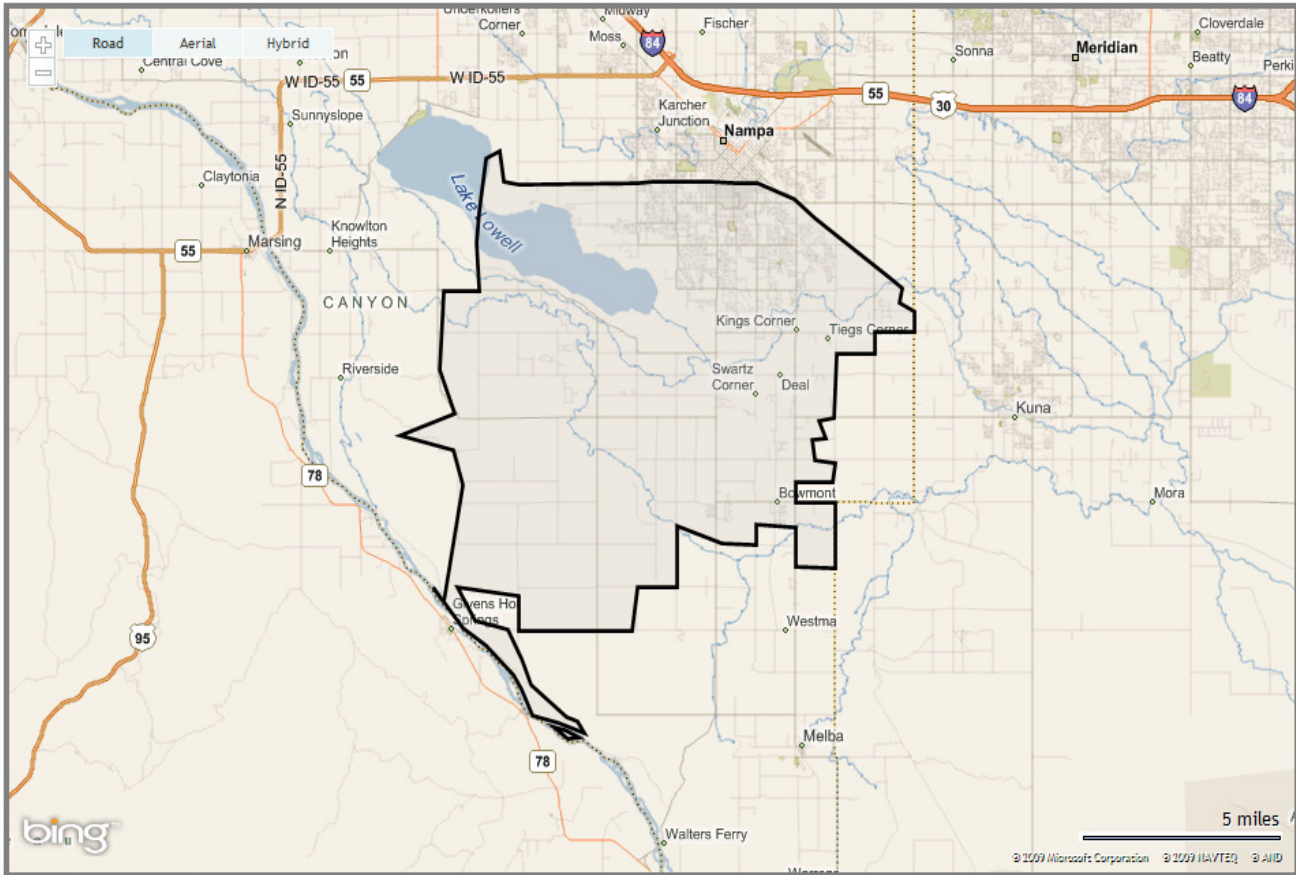 Midway
Corner
Moss
Fischer
84
Cloverdale
Sonna
Meridian
Beatty
Road
Aerial
Hybrid
Central Cove
W ID-55
55
W ID-55
55
30
84
Sunnyslope
Karcher
Junction
Nampa
Claytonia
N ID-55
Lake Lowell
55
Marsing
Knowlton
Heights
CANYON
Kings Corner
Tiegs Corner
Riverside
Swartz
Corner
Deal
Kuna
78
Bowmont
Mora
Givens Ho
Springs
Westma
95
Melba
78
Walters Ferry
bing
5 miles
© 2009 Microsoft Corporation © 2009 NAVTEQ © AND